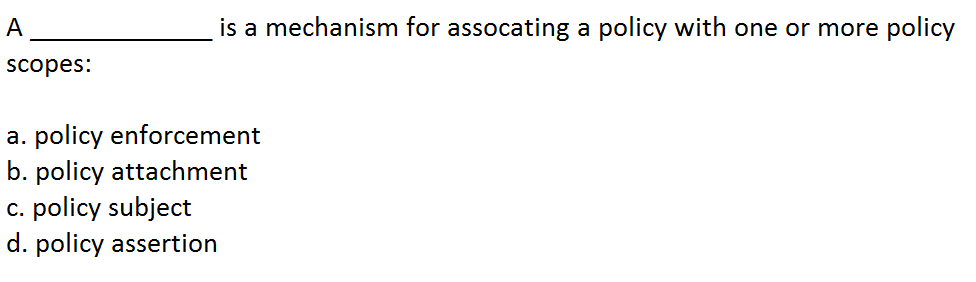 A ______________ is a mechanism for assocating a policy with one or more policy
scopes:
a. policy enforcement
b. policy attachment
c. policy subject
d. policy assertion